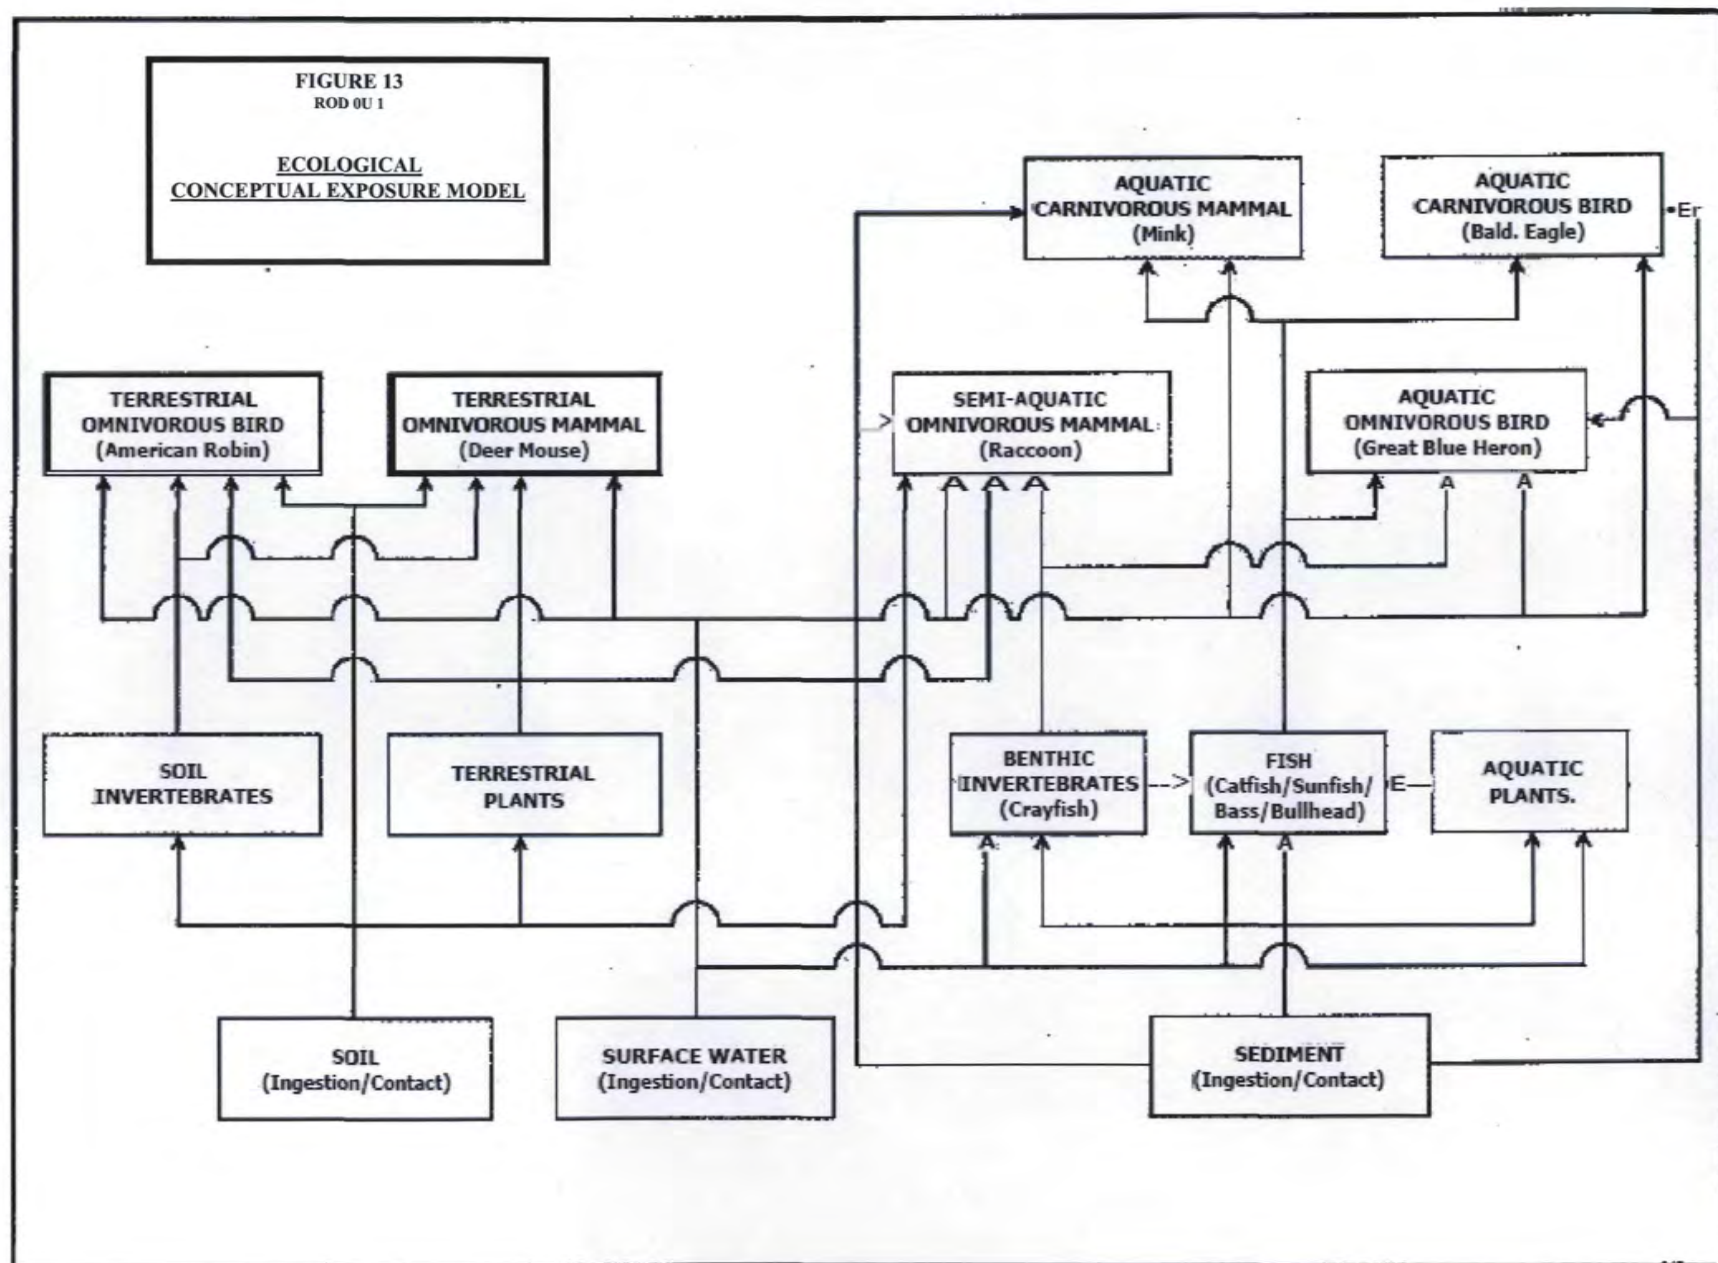 FIGURE 13
ROD 0U 1
ECOLOGICAL
CONCEPTUAL EXPOSURE MODEL
AQUATIC
CARNIVOROUS MAMMAL
(Mink)
AQUATIC
CARNIVOROUS BIRD
(Bald. Eagle)
•Er
TERRESTRIAL
OMNIVOROUS BIRD
(American Robin)
TERRESTRIAL
OMNIVOROUS MAMMAL
(Deer Mouse)
SEMI-AQUATIC
OMNIVOROUS MAMMAL
(Raccoon)
AQUATIC
OMNIVOROUS BIRD
(Great Blue Heron)
A A A A A
SOIL
INVERTEBRATES
TERRESTRIAL
PLANTS
BENTHIC
INVERTEBRATES
(Crayfish)
FISH
(Catfish/Sunfish/
Bass/Bullhead)
E
AQUATIC
PLANTS.
A A
SOIL
(Ingestion/Contact)
SURFACE WATER
(Ingestion/Contact)
SEDIMENT
(Ingestion/Contact)